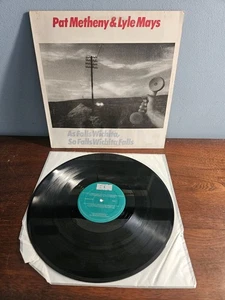 Pat Metheny & Lyle Mays
As Falls Wichita,
So Falls Wichita Falls